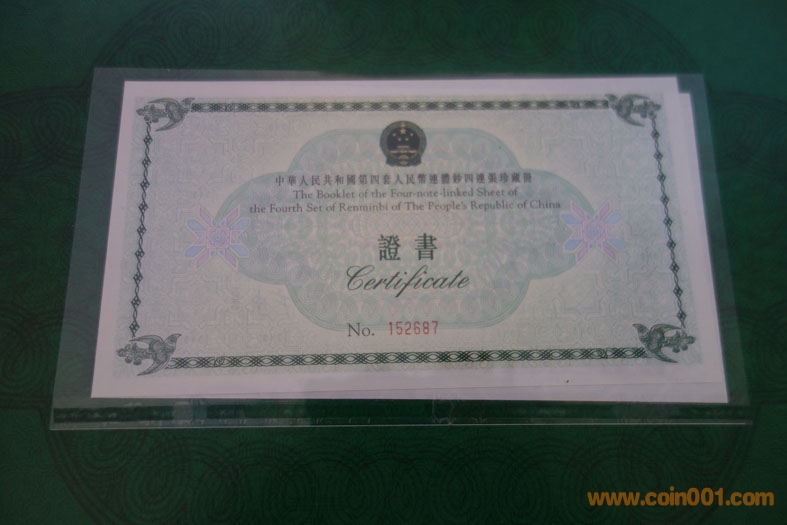 中華人民共和國第四套人民幣連體鈔四連張珍藏冊
The Booklet of the Four-note-linked Sheet of
the Fourth Set of Renminbi of The People's Republic of China
證書
Certificate
No. 152687
www.coin001.com